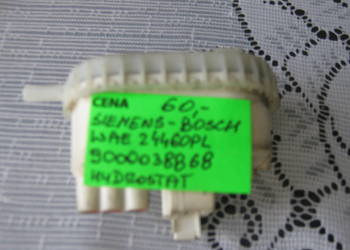 CENA 60,-
SIEMENS-BOSCH
WAE 24460PL
9000038868
HYDROSTAT